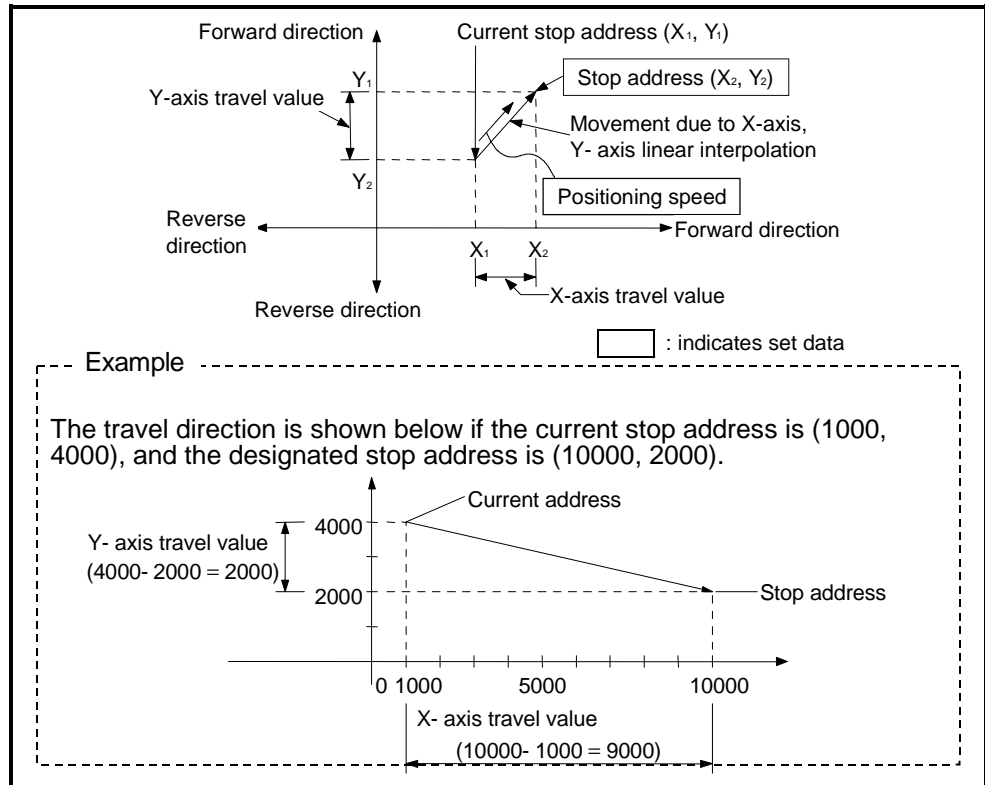 Forward direction
Current stop address (X₁, Y₁)
Y₁
Stop address (X₂, Y₂)
Y-axis travel value
Movement due to X-axis,
Y- axis linear interpolation
Y₂
Positioning speed
Reverse
direction
Forward direction
X₁
X₂
X-axis travel value
Reverse direction
: indicates set data
Example
The travel direction is shown below if the current stop address is (1000,
4000), and the designated stop address is (10000, 2000).
Current address
4000
Y- axis travel value
(4000- 2000 = 2000)
2000
Stop address
0 1000
5000
10000
X- axis travel value
(10000- 1000 = 9000)